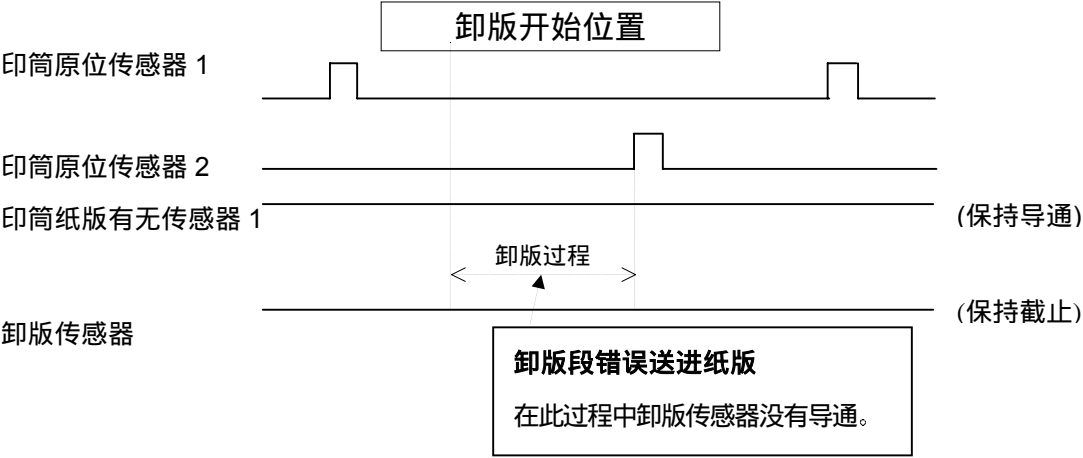 卸版开始位置
印筒原位传感器 1
印筒原位传感器 2
印筒纸版有无传感器 1
(保持导通)
卸版过程
(保持截止)
卸版传感器
卸版段错误送进纸版
在此过程中卸版传感器没有导通。